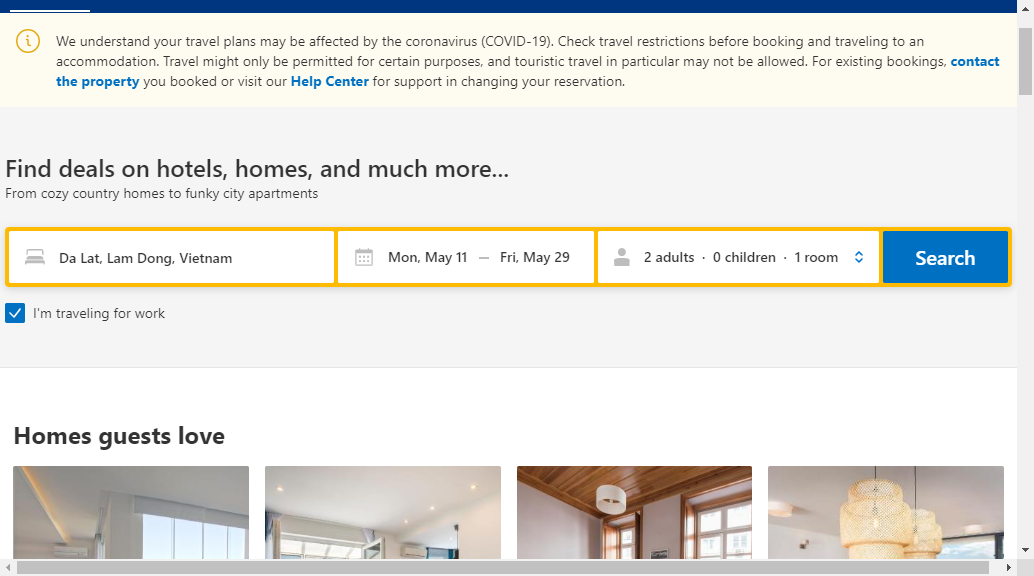 We understand your travel plans may be affected by the coronavirus (COVID-19). Check travel restrictions before booking and traveling to an
accommodation. Travel might only be permitted for certain purposes, and touristic travel in particular may not be allowed. For existing bookings, contact
the property you booked or visit our Help Center for support in changing your reservation.
Find deals on hotels, homes, and much more...
From cozy country homes to funky city apartments
Da Lat, Lam Dong, Vietnam
Mon, May 11 — Fri, May 29
2 adults · 0 children · 1 room
Search
I'm traveling for work
Homes guests love